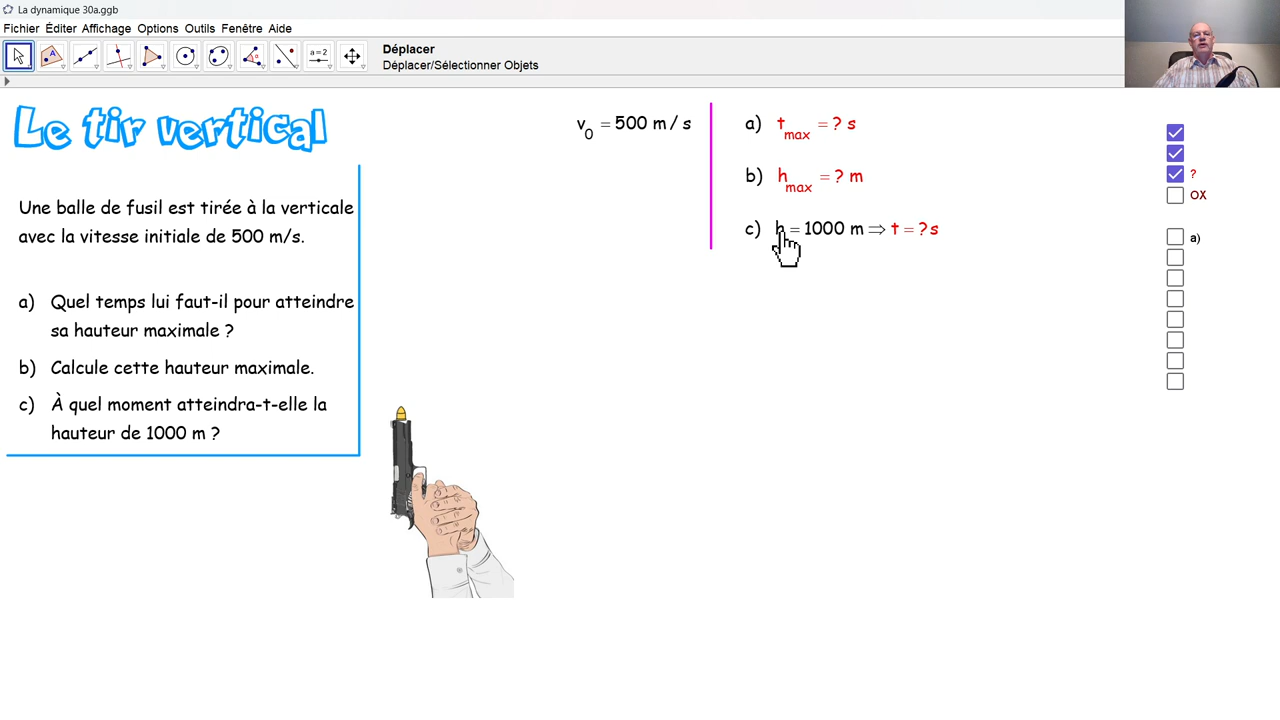 La dynamique 30a.ggb
Fichier Éditer Affichage Options Outils Fenêtre Aide
A
a=2
Déplacer
Déplacer/Sélectionner Objets
Le tir vertical
Une balle de fusil est tirée à la verticale
avec la vitesse initiale de 500 m/s.
a) Quel temps lui faut-il pour atteindre
sa hauteur maximale ?
b) Calcule cette hauteur maximale.
c) À quel moment atteindra-t-elle la
hauteur de 1000 m ?
v0 = 500 m / s
a) tmax = ? s
b) hmax = ? m
c) h = 1000 m ⇒ t = ? s
?
OX
a)